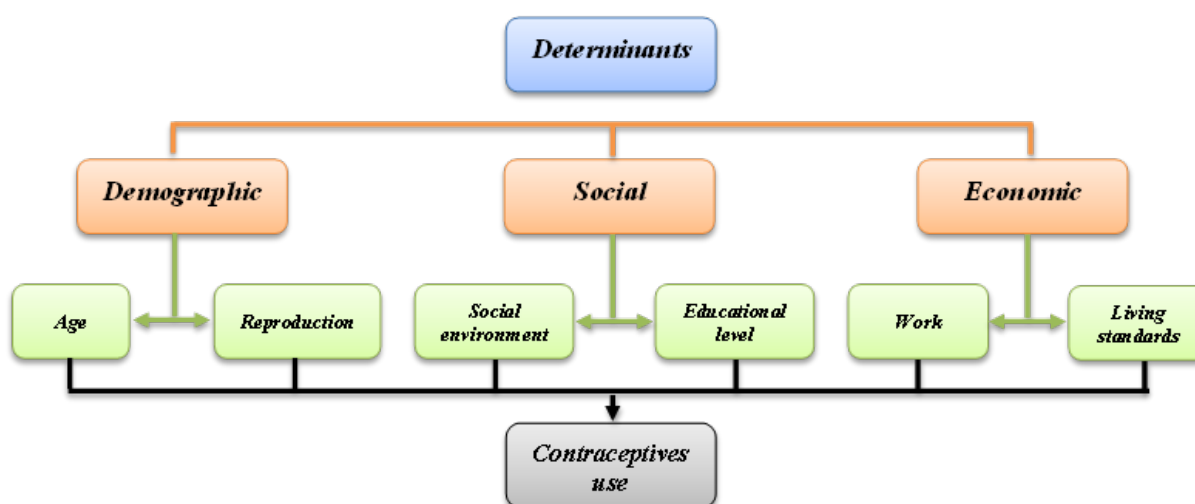 Determinants
Demographic
Social
Economic
Age
Reproduction
Social
environment
Educational
level
Work
Living
standards
Contraceptives
use